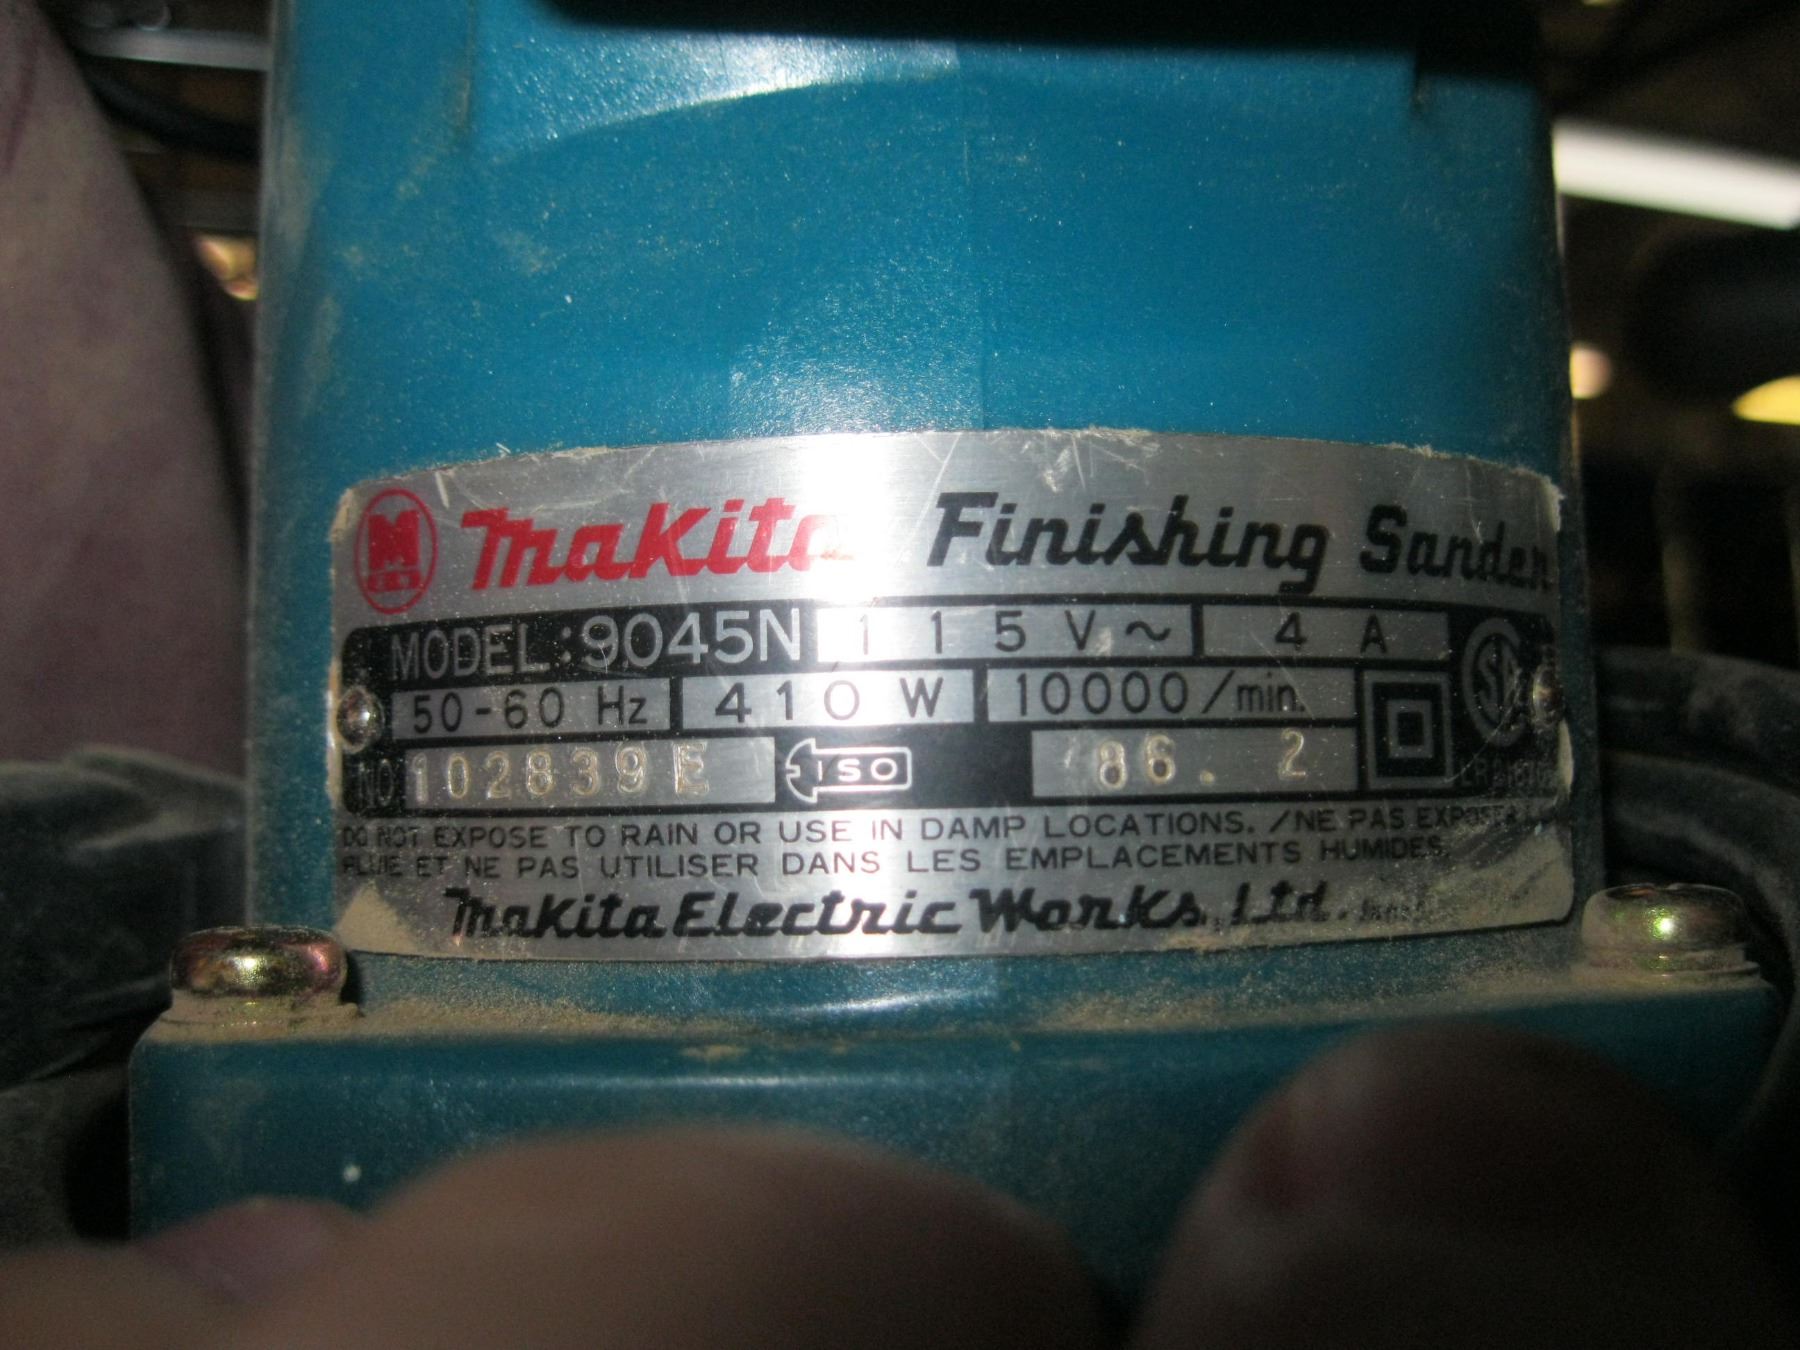 M makita Finishing Sander
MODEL: 9045N 115V~ 4 A
50-60 Hz 410 W 10000/min.
NO. 102839E ISO 86. 2
DO NOT EXPOSE TO RAIN OR USE IN DAMP LOCATIONS. /NE PAS EXPOSER
PLUIE ET NE PAS UTILISER DANS LES EMPLACEMENTS HUMIDES.
Makita Electric Works, Ltd.